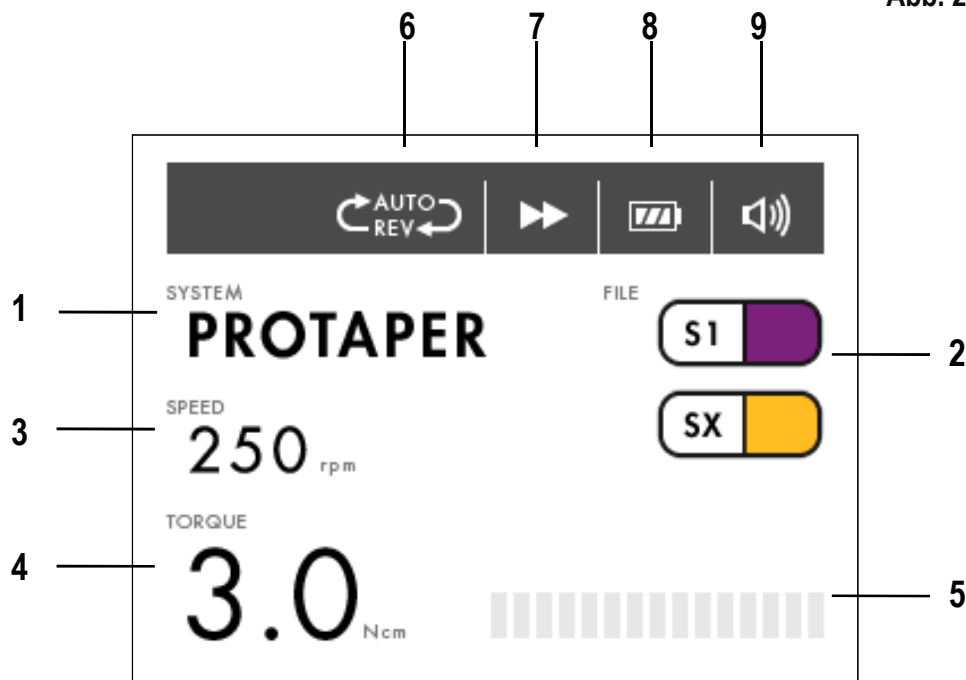 Abb. 2
6 7 8 9
AUTO
REV
SYSTEM
FILE
1
PROTAPER
S1
2
SPEED
SX
3
250 rpm
TORQUE
4
3.0 Ncm
5